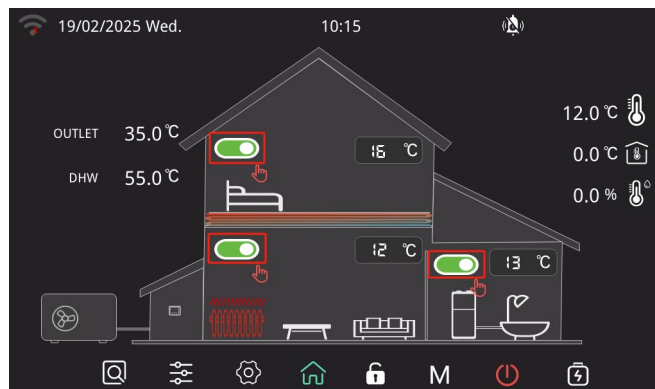 19/02/2025 Wed.
10:15
OUTLET 35.0 ℃
DHW 55.0 ℃
12.0 ℃
0.0 ℃
0.0 %
16 ℃
12 ℃
13 ℃
M